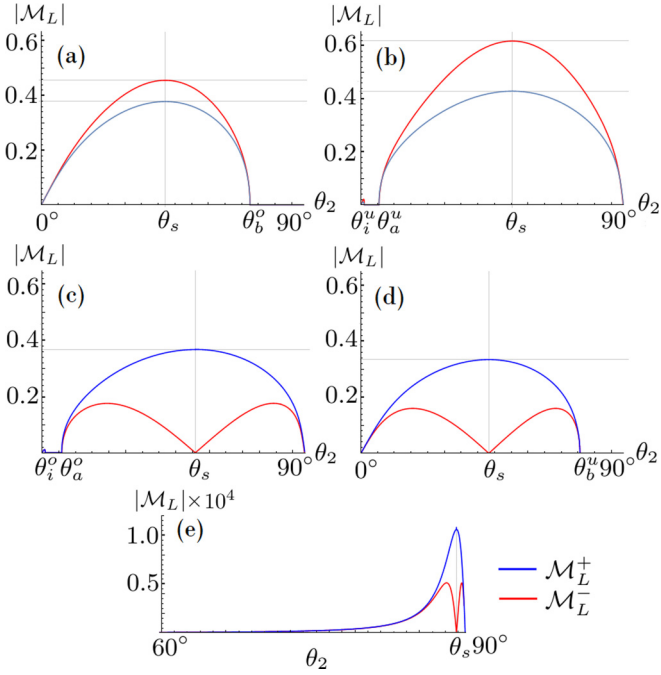 |ℳ_L| |ℳ_L|
0.6 (a) 0.6 (b)
0.4 0.4
0.2 0.2
0° θ_s θ_b^o 90° θ_2 θ_i^u θ_a^u θ_s 90° θ_2
|ℳ_L| |ℳ_L|
0.6 (c) 0.6 (d)
0.4 0.4
0.2 0.2
θ_i^o θ_a^o θ_s 90° θ_2 0° θ_s θ_b^u 90° θ_2
|ℳ_L|×10^4
(e)
1.0
ℳ_L^+
0.5
ℳ_L^-
60° θ_2 θ_s 90°